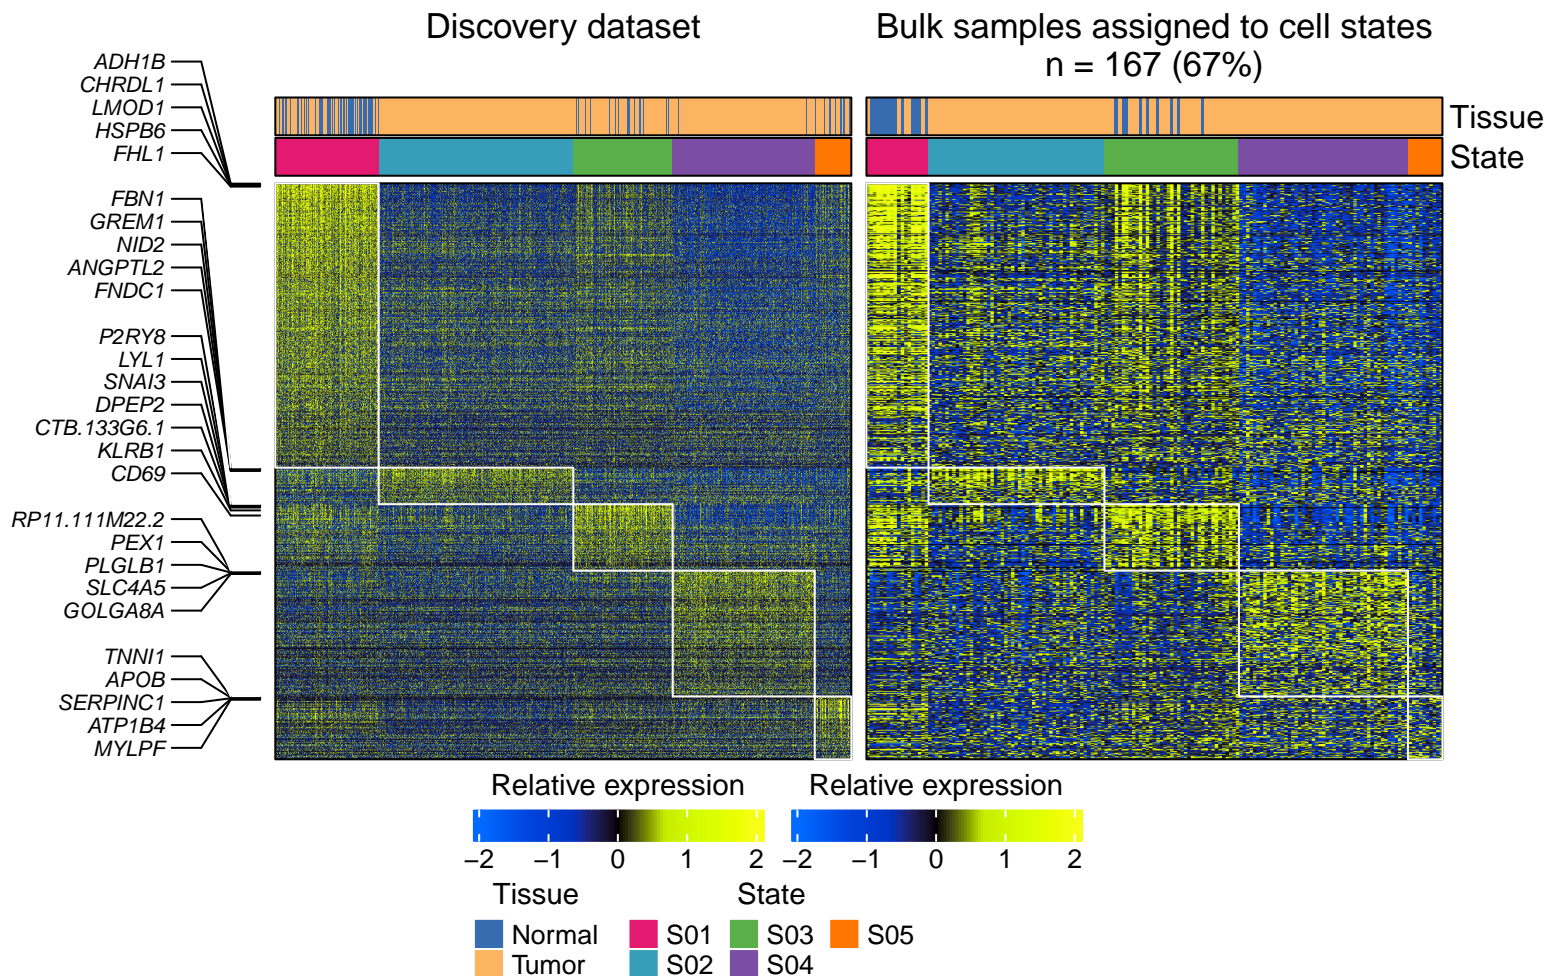 Discovery dataset
Bulk samples assigned to cell states
n = 167 (67%)
ADH1B
CHRDL1
LMOD1
HSPB6
FHL1
Tissue
State
FBN1
GREM1
NID2
ANGPTL2
FNDC1
P2RY8
LYL1
SNAI3
DPEP2
CTB.133G6.1
KLRB1
CD69
RP11.111M22.2
PEX1
PLGLB1
SLC4A5
GOLGA8A
TNNI1
APOB
SERPINC1
ATP1B4
MYLPF
Relative expression
−2 −1 0 1 2
Relative expression
−2 −1 0 1 2
Tissue
Normal
Tumor
State
S01 S03 S05
S02 S04